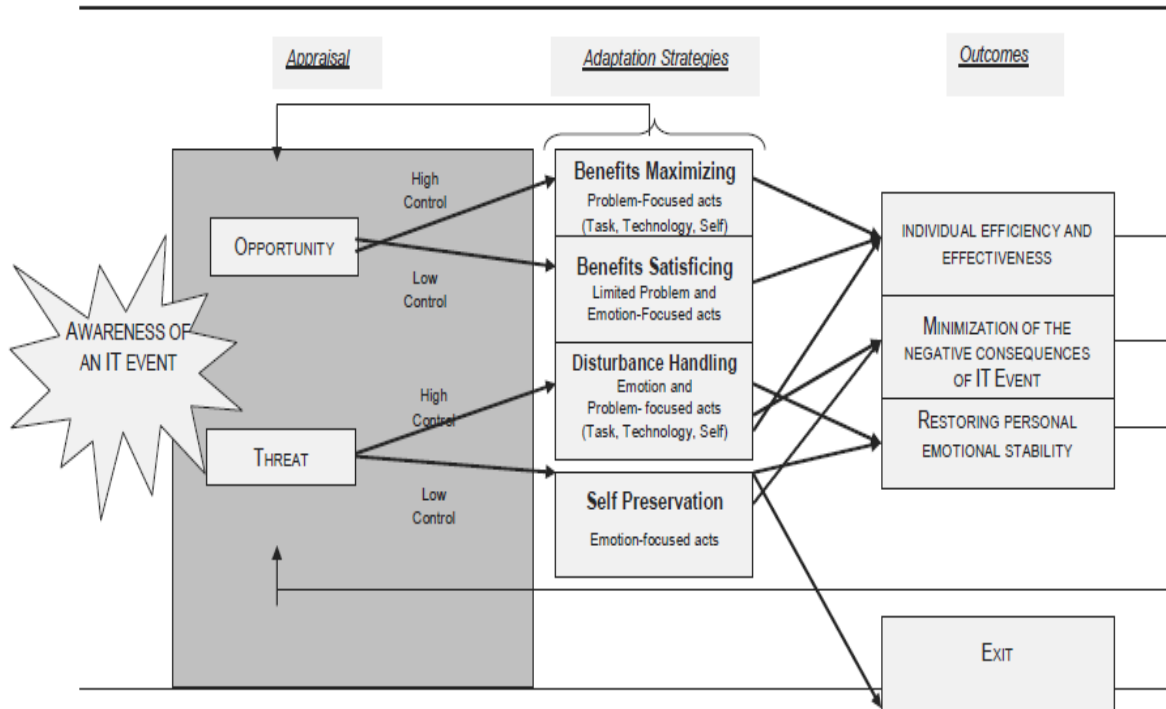 Appraisal
Adaptation Strategies
Outcomes
AWARENESS OF
AN IT EVENT
OPPORTUNITY
THREAT
High
Control
Low
Control
High
Control
Low
Control
Benefits Maximizing
Problem-Focused acts
(Task, Technology, Self)
Benefits Satisficing
Limited Problem and
Emotion-Focused acts
Disturbance Handling
Emotion and
Problem- focused acts
(Task, Technology, Self)
Self Preservation
Emotion-focused acts
INDIVIDUAL EFFICIENCY AND
EFFECTIVENESS
MINIMIZATION OF THE
NEGATIVE CONSEQUENCES
OF IT EVENT
RESTORING PERSONAL
EMOTIONAL STABILITY
EXIT